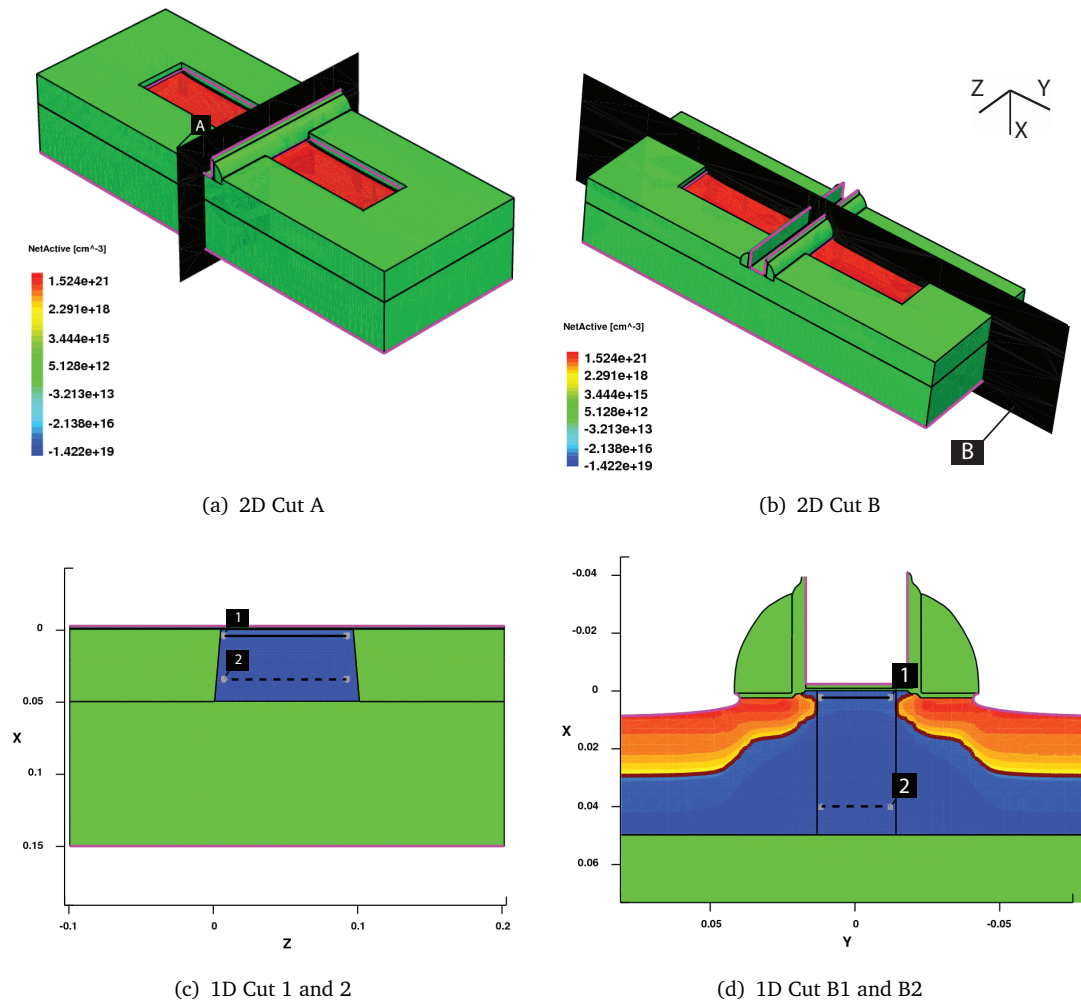 A
NetActive [cm^-3]
1.524e+21
2.291e+18
3.444e+15
5.128e+12
-3.213e+13
-2.138e+16
-1.422e+19
(a) 2D Cut A
Z Y
X
NetActive [cm^-3]
1.524e+21
2.291e+18
3.444e+15
5.128e+12
-3.213e+13
-2.138e+16
-1.422e+19
B
(b) 2D Cut B
1
2
0
0.05
0.1
0.15
X
-0.1 0 0.1 0.2
Z
(c) 1D Cut 1 and 2
-0.04
-0.02
0
0.02
0.04
0.06
X
1
2
0.05 0 -0.05
Y
(d) 1D Cut B1 and B2